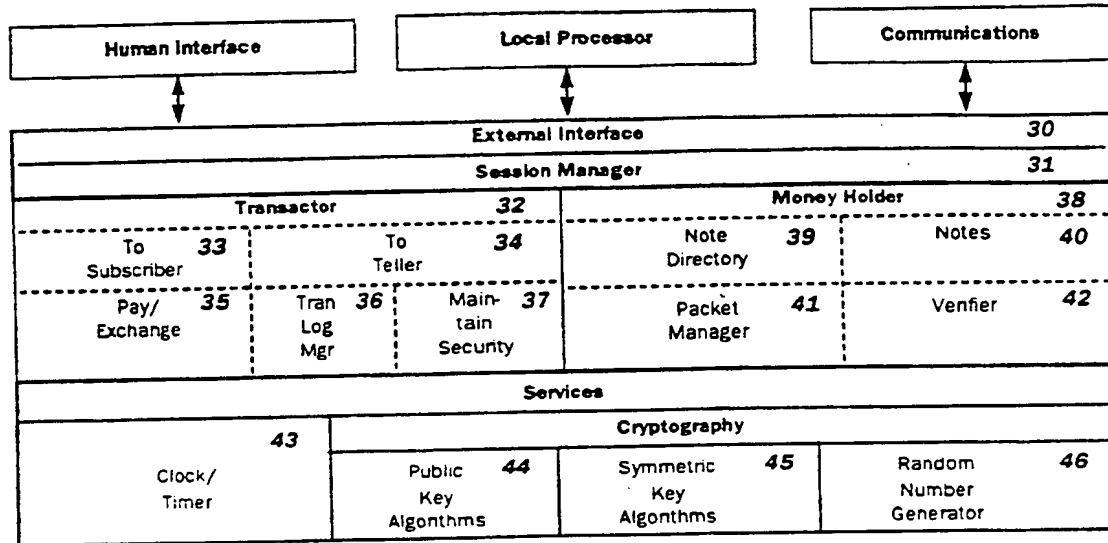 Human Interface
Local Processor
Communications
External Interface 30
Session Manager 31
Transactor 32
Money Holder 38
To 33
Subscriber
To 34
Teller
Note 39
Directory
Notes 40
Pay/ 35
Exchange
Tran 36
Log
Mgr
Main- 37
tain
Security
Packet 41
Manager
Venfier 42
Services
43
Clock/
Timer
Cryptography
Public 44
Key
Algorithms
Symmetric 45
Key
Algorithms
Random 46
Number
Generator